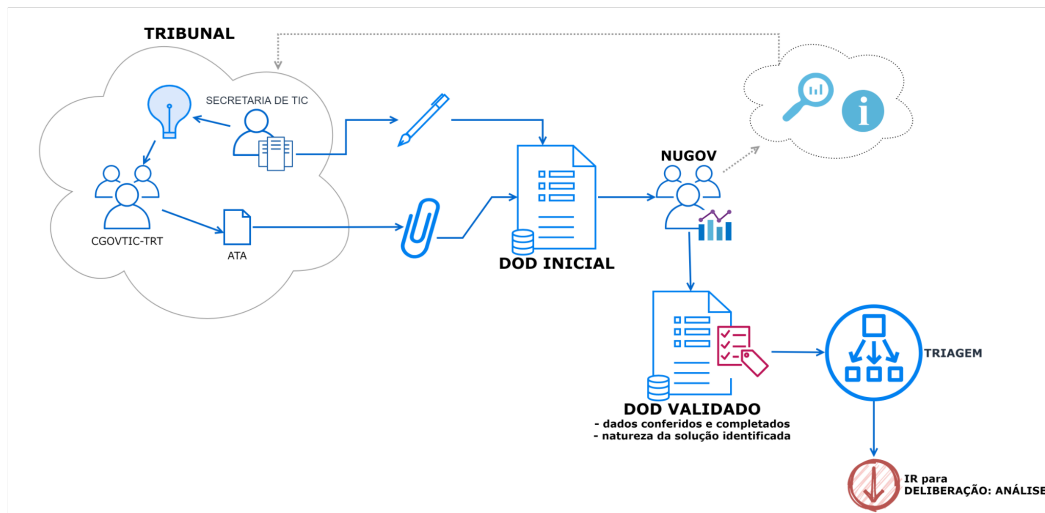 TRIBUNAL
SECRETARIA DE TIC
CGOVTIC-TRT
ATA
DOD INICIAL
NUGOV
i
DOD VALIDADO
- dados conferidos e completados
- natureza da solução identificada
TRIAGEM
IR para
DELIBERAÇÃO: ANÁLISE